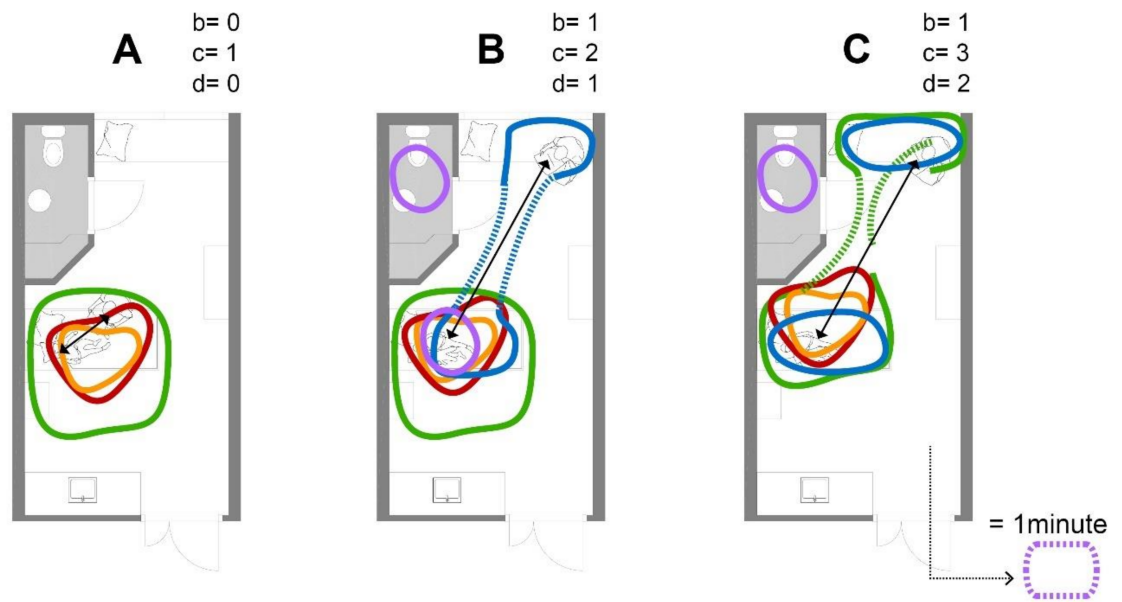 A
b= 0
c= 1
d= 0
B
b= 1
c= 2
d= 1
C
b= 1
c= 3
d= 2
= 1minute